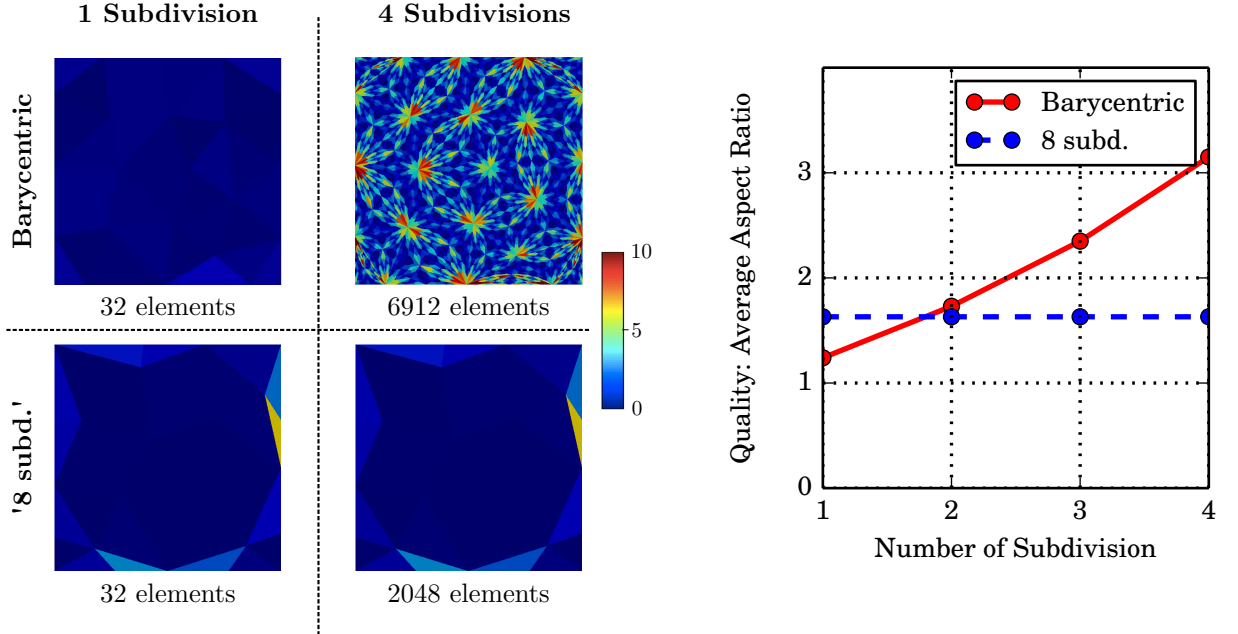 1 Subdivision
4 Subdivisions
Barycentric
32 elements
6912 elements
10
5
0
'8 subd.'
32 elements
2048 elements
Quality: Average Aspect Ratio
3
2
1
0
Barycentric
8 subd.
1 2 3 4
Number of Subdivision